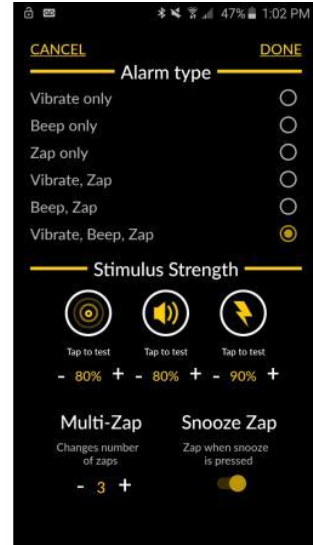 47% 1:02 PM
CANCEL DONE
Alarm type
Vibrate only
Beep only
Zap only
Vibrate, Zap
Beep, Zap
Vibrate, Beep, Zap
Stimulus Strength
Tap to test Tap to test Tap to test
- 80% + - 80% + - 90% +
Multi-Zap Snooze Zap
Changes number Zap when snooze
of zaps is pressed
- 3 +